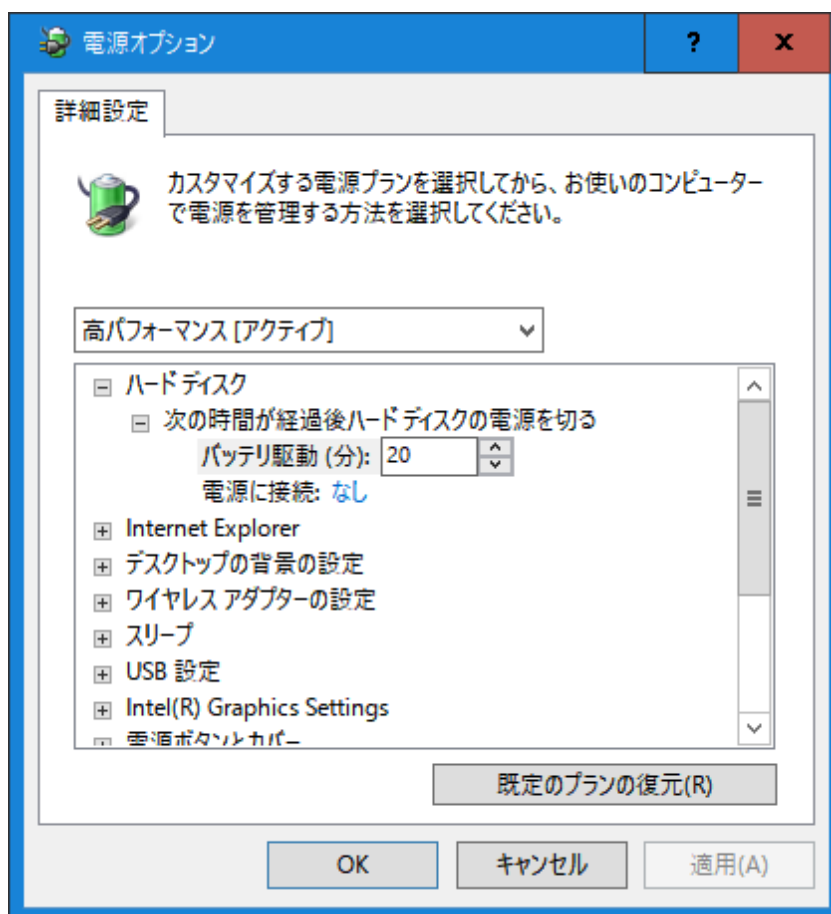 電源オプション
?
x
詳細設定
カスタマイズする電源プランを選択してから、お使いのコンピューター
で電源を管理する方法を選択してください。
高パフォーマンス [アクティブ]
ハード ディスク
次の時間が経過後ハード ディスクの電源を切る
バッテリ駆動 (分): 20
電源に接続: なし
Internet Explorer
デスクトップの背景の設定
ワイヤレス アダプターの設定
スリープ
USB 設定
Intel(R) Graphics Settings
電源ボタンとカバー
既定のプランの復元(R)
OK
キャンセル
適用(A)